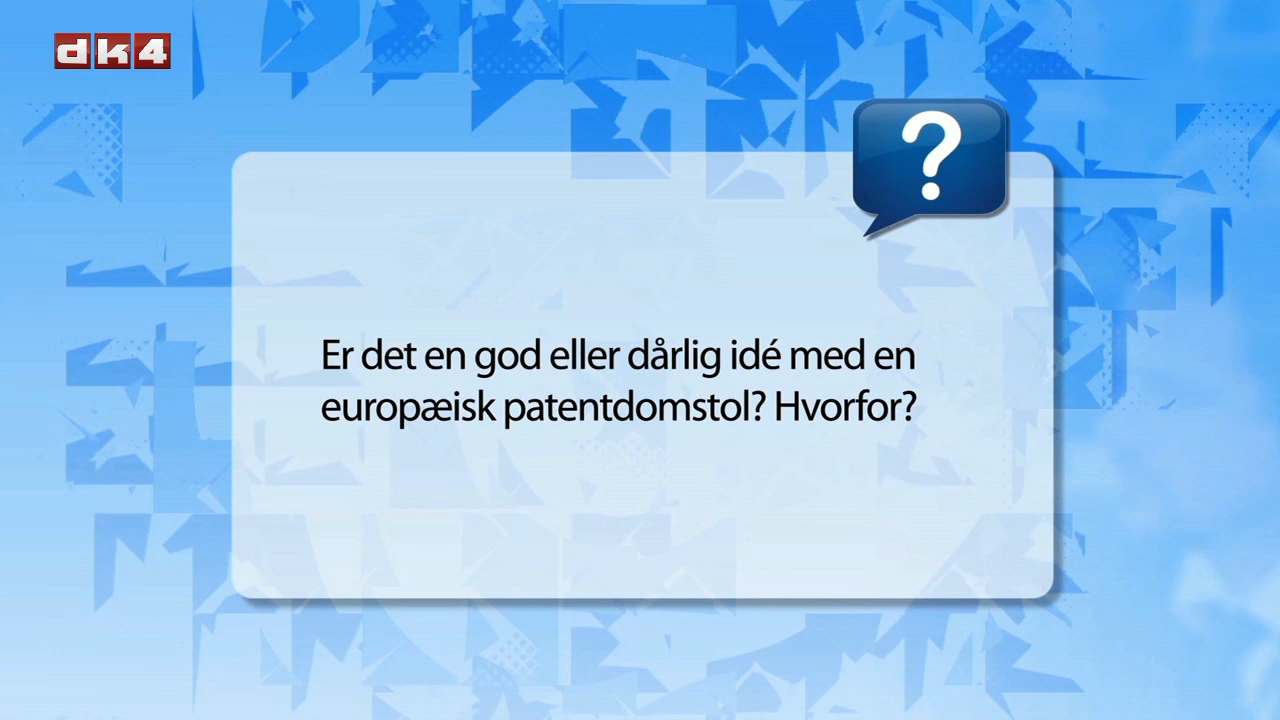 dk4
?
Er det en god eller dårlig idé med en
europæisk patentdomstol? Hvorfor?